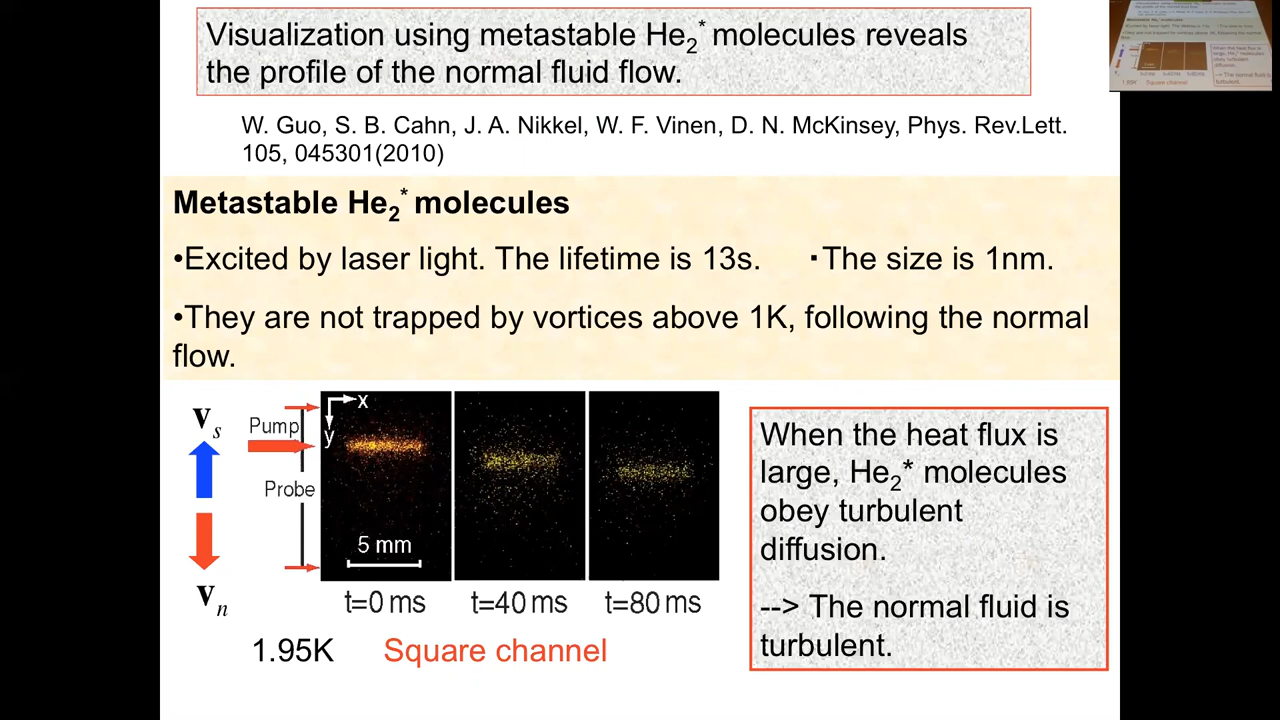 Visualization using metastable He₂* molecules reveals
the profile of the normal fluid flow.
W. Guo, S. B. Cahn, J. A. Nikkel, W. F. Vinen, D. N. McKinsey, Phys. Rev.Lett.
105, 045301(2010)
Metastable He₂* molecules
•Excited by laser light. The lifetime is 13s. ・The size is 1nm.
•They are not trapped by vortices above 1K, following the normal
flow.
vₛ
Pump
Probe
vₙ
x
y
5 mm
t=0 ms t=40 ms t=80 ms
1.95K Square channel
When the heat flux is
large, He₂* molecules
obey turbulent
diffusion.
--> The normal fluid is
turbulent.